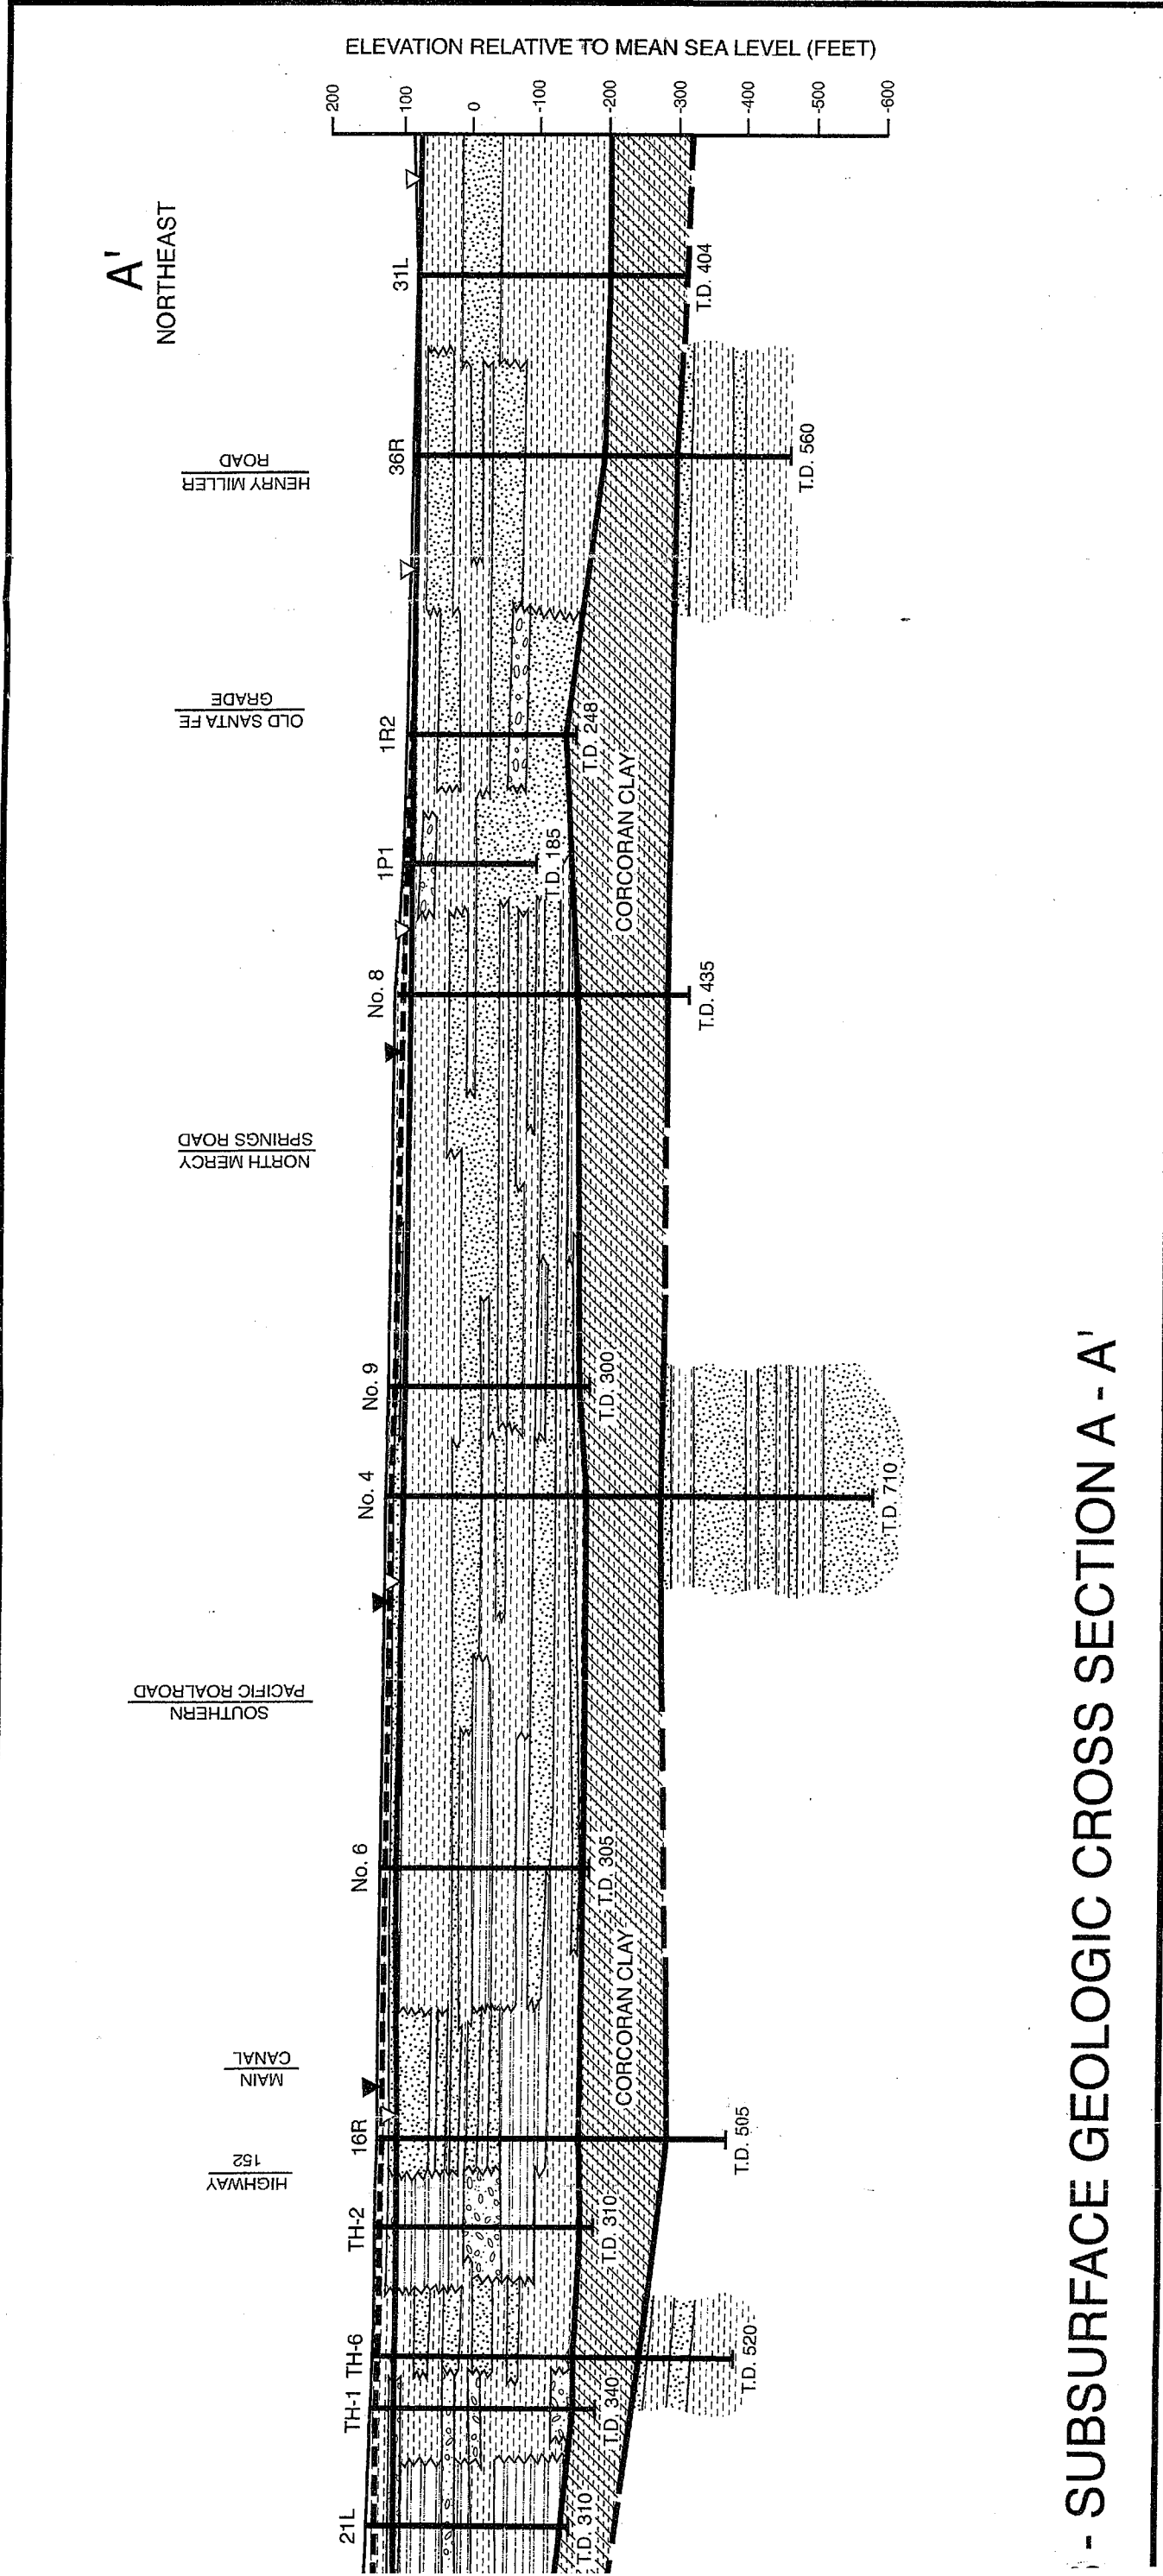 ELEVATION RELATIVE TO MEAN SEA LEVEL (FEET)
200
100
0
-100
-200
-300
-400
-500
-600
A'
NORTHEAST
HENRY MILLER
ROAD
OLD SANTA FE
GRADE
NORTH MERCY
SPRINGS ROAD
SOUTHERN
PACIFIC ROALROAD
MAIN
CANAL
HIGHWAY
152
31L
T.D. 404
36R
T.D. 560
1R2
T.D. 248
1P1
T.D. 185
CORCORAN CLAY
No. 8
T.D. 435
No. 9
T.D. 300
No. 4
T.D. 710
No. 6
T.D. 305
CORCORAN CLAY
16R
T.D. 505
TH-2
T.D. 310
TH-6
T.D. 520
TH-1
T.D. 340
21L
T.D. 310
- SUBSURFACE GEOLOGIC CROSS SECTION A - A'